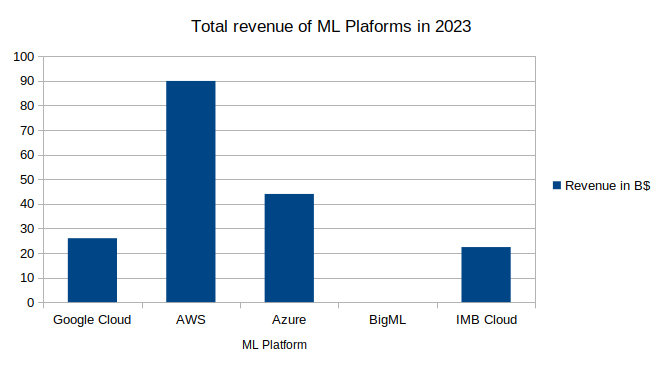 Total revenue of ML Plaforms in 2023
100
90
80
70
60
50
40
30
20
10
0
Revenue in B$
Google Cloud AWS Azure BigML IMB Cloud
ML Platform